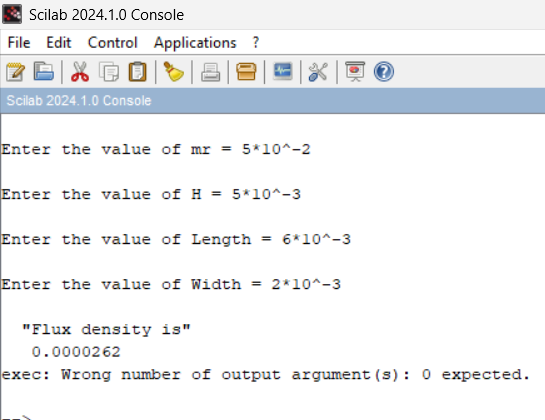 Scilab 2024.1.0 Console
File Edit Control Applications ?
Scilab 2024.1.0 Console
Enter the value of mr = 5*10^-2
Enter the value of H = 5*10^-3
Enter the value of Length = 6*10^-3
Enter the value of Width = 2*10^-3
"Flux density is"
0.0000262
exec: Wrong number of output argument(s): 0 expected.